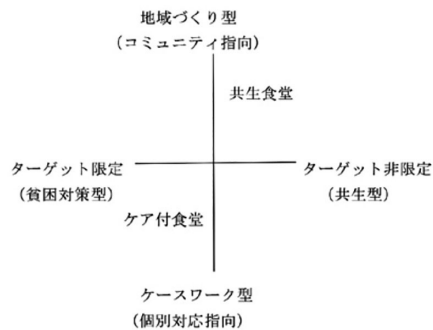 地域づくり型
（コミュニティ指向）
共生食堂
ターゲット限定
（貧困対策型）
ターゲット非限定
（共生型）
ケア付食堂
ケースワーク型
（個別対応指向）